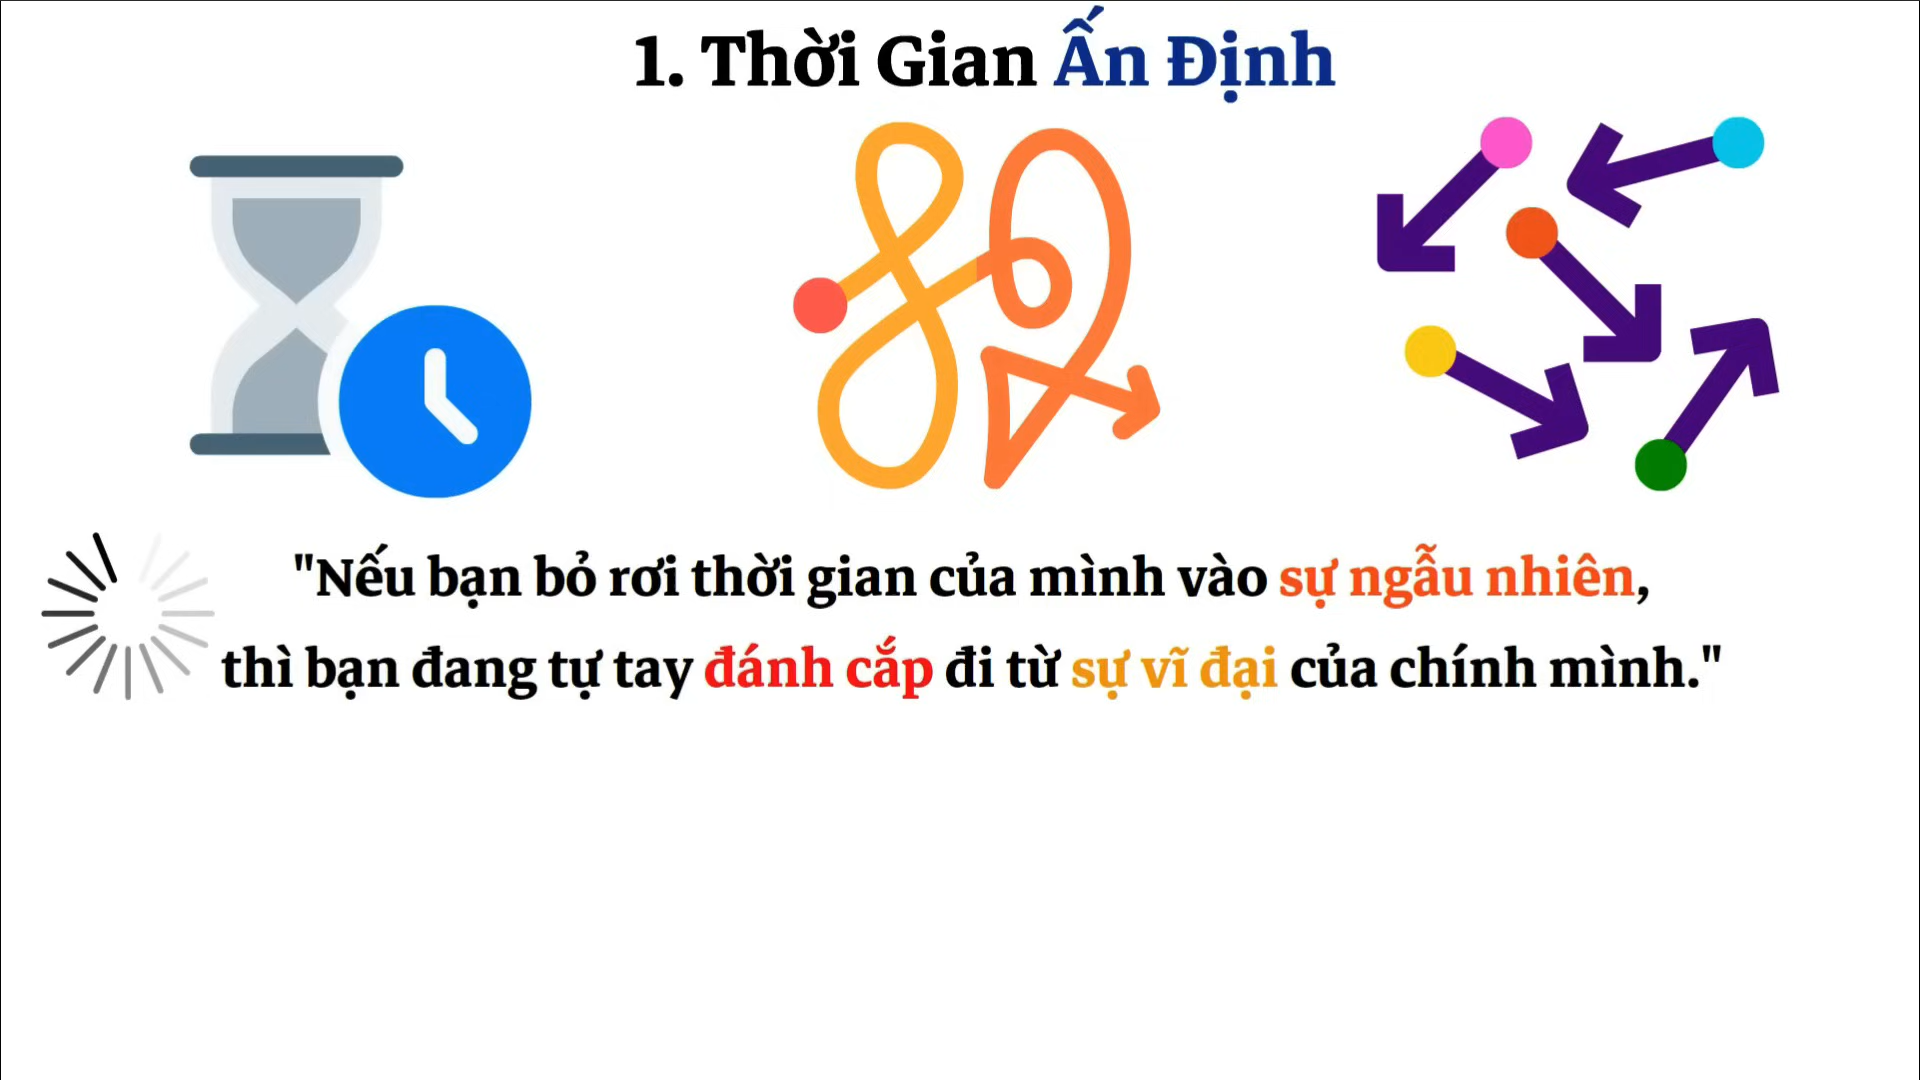 1. Thời Gian Ấn Định
"Nếu bạn bỏ rơi thời gian của mình vào sự ngẫu nhiên,
thì bạn đang tự tay đánh cắp đi từ sự vĩ đại của chính mình."